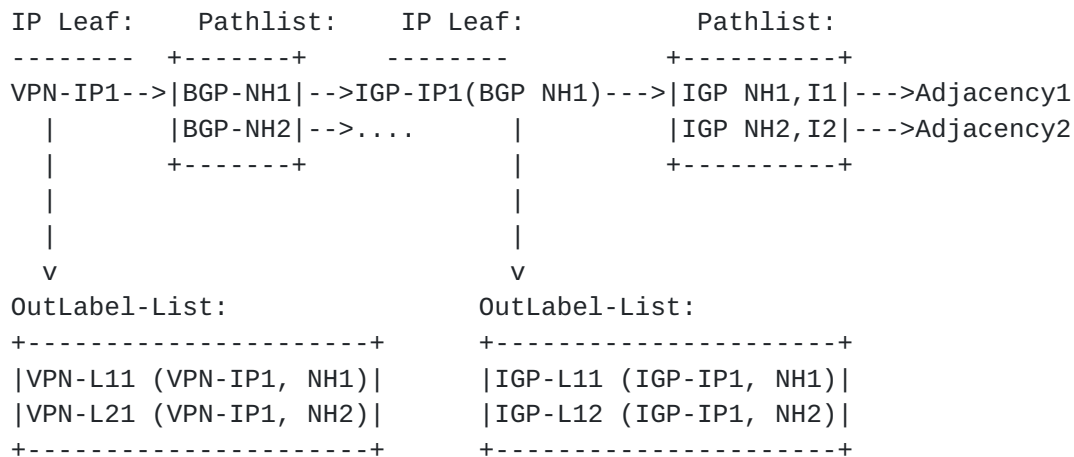 IP Leaf:    Pathlist:    IP Leaf:           Pathlist:
--------  +-------+     --------          +----------+
VPN-IP1-->|BGP-NH1|-->IGP-IP1(BGP NH1)--->|IGP NH1,I1|--->Adjacency1
  |       |BGP-NH2|-->....      |         |IGP NH2,I2|--->Adjacency2
  |       +-------+             |         +----------+
  |                             |
  |                             |
  v                             v
OutLabel-List:                OutLabel-List:
+----------------------+      +----------------------+
|VPN-L11 (VPN-IP1, NH1)|      |IGP-L11 (IGP-IP1, NH1)|
|VPN-L21 (VPN-IP1, NH2)|      |IGP-L12 (IGP-IP1, NH2)|
+----------------------+      +----------------------+